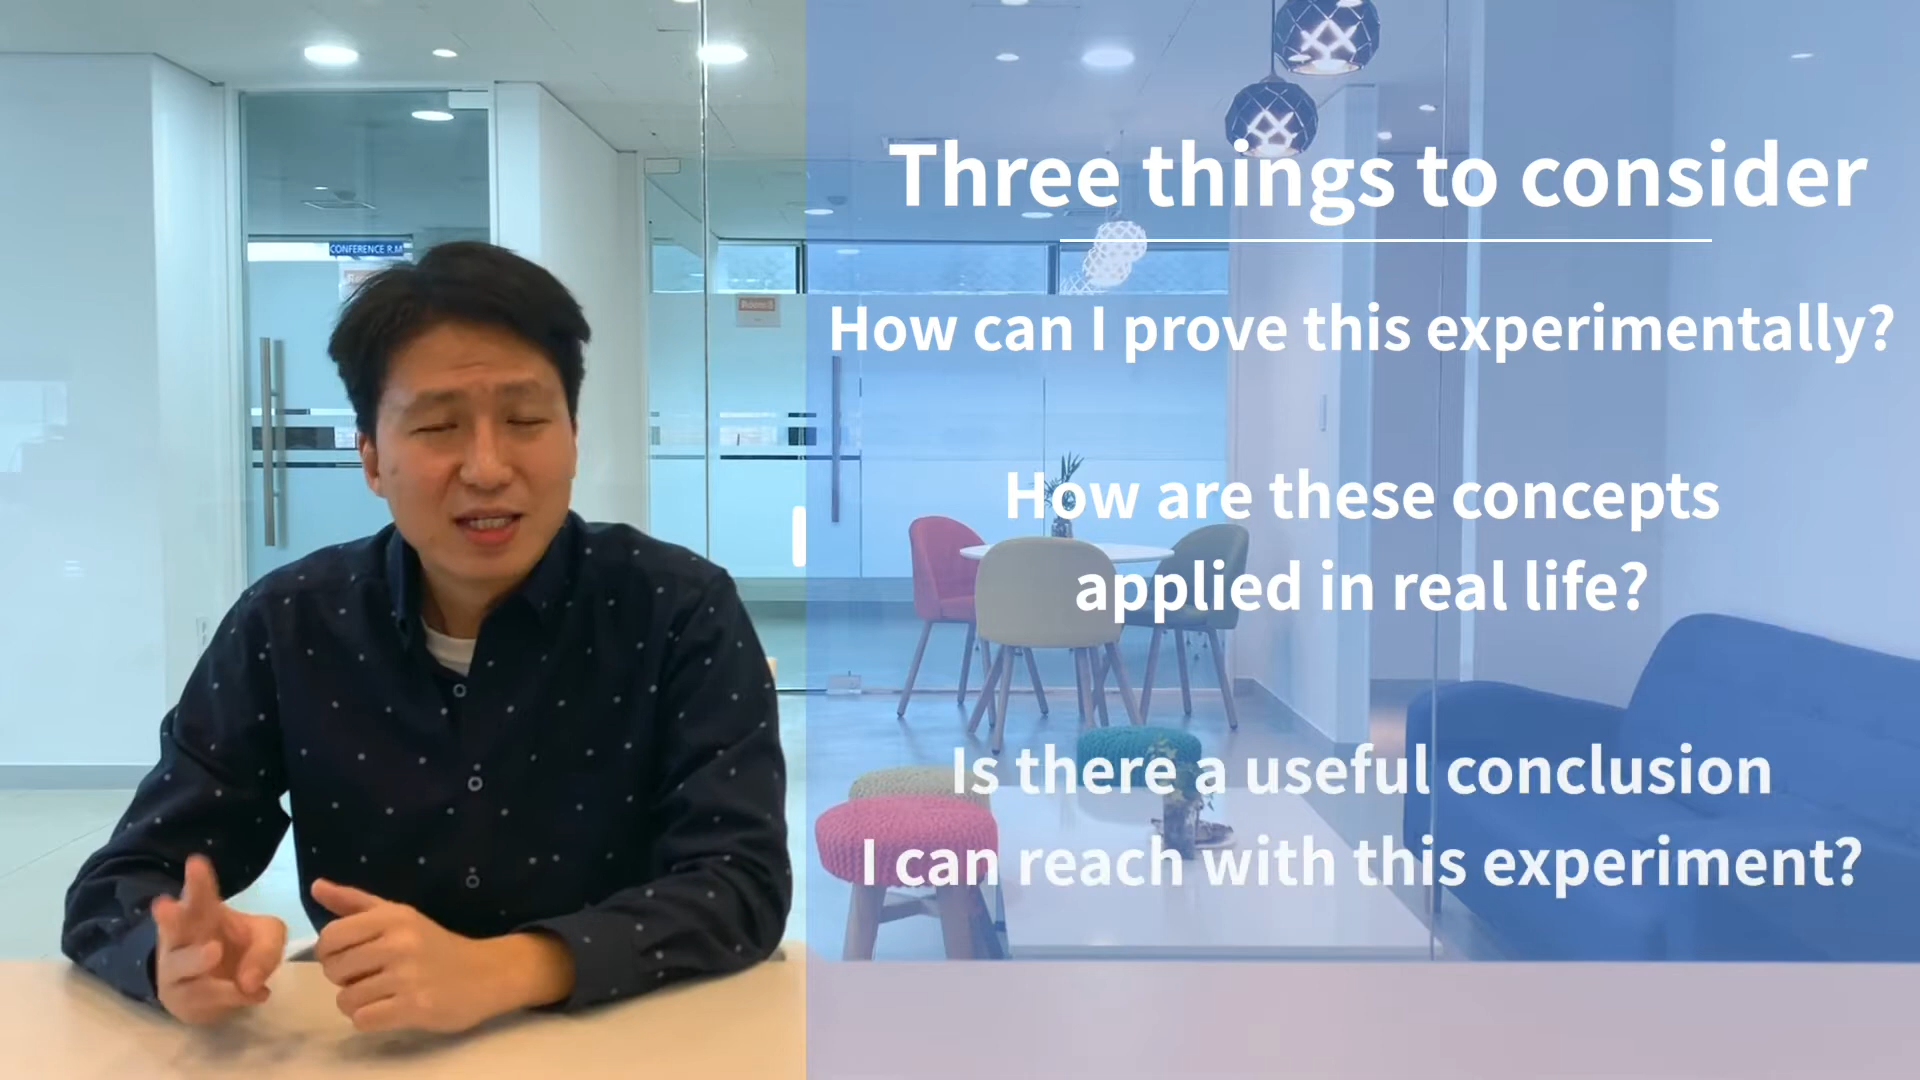 Three things to consider
How can I prove this experimentally?
How are these concepts
applied in real life?
Is there a useful conclusion
I can reach with this experiment?
CONFERENCE R.M